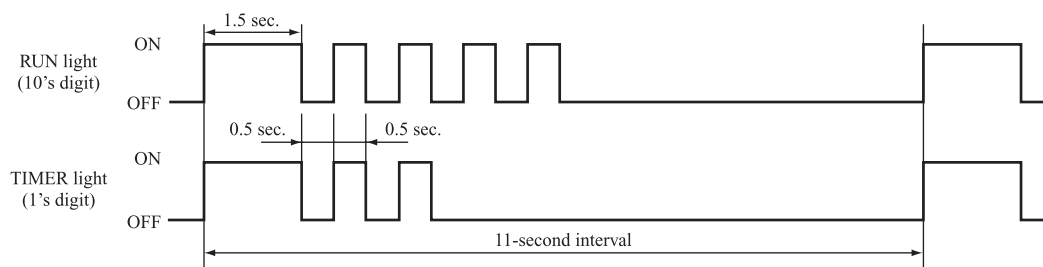 1.5 sec.
ON
RUN light
(10's digit)
OFF
0.5 sec.
0.5 sec.
ON
TIMER light
(1's digit)
OFF
11-second interval